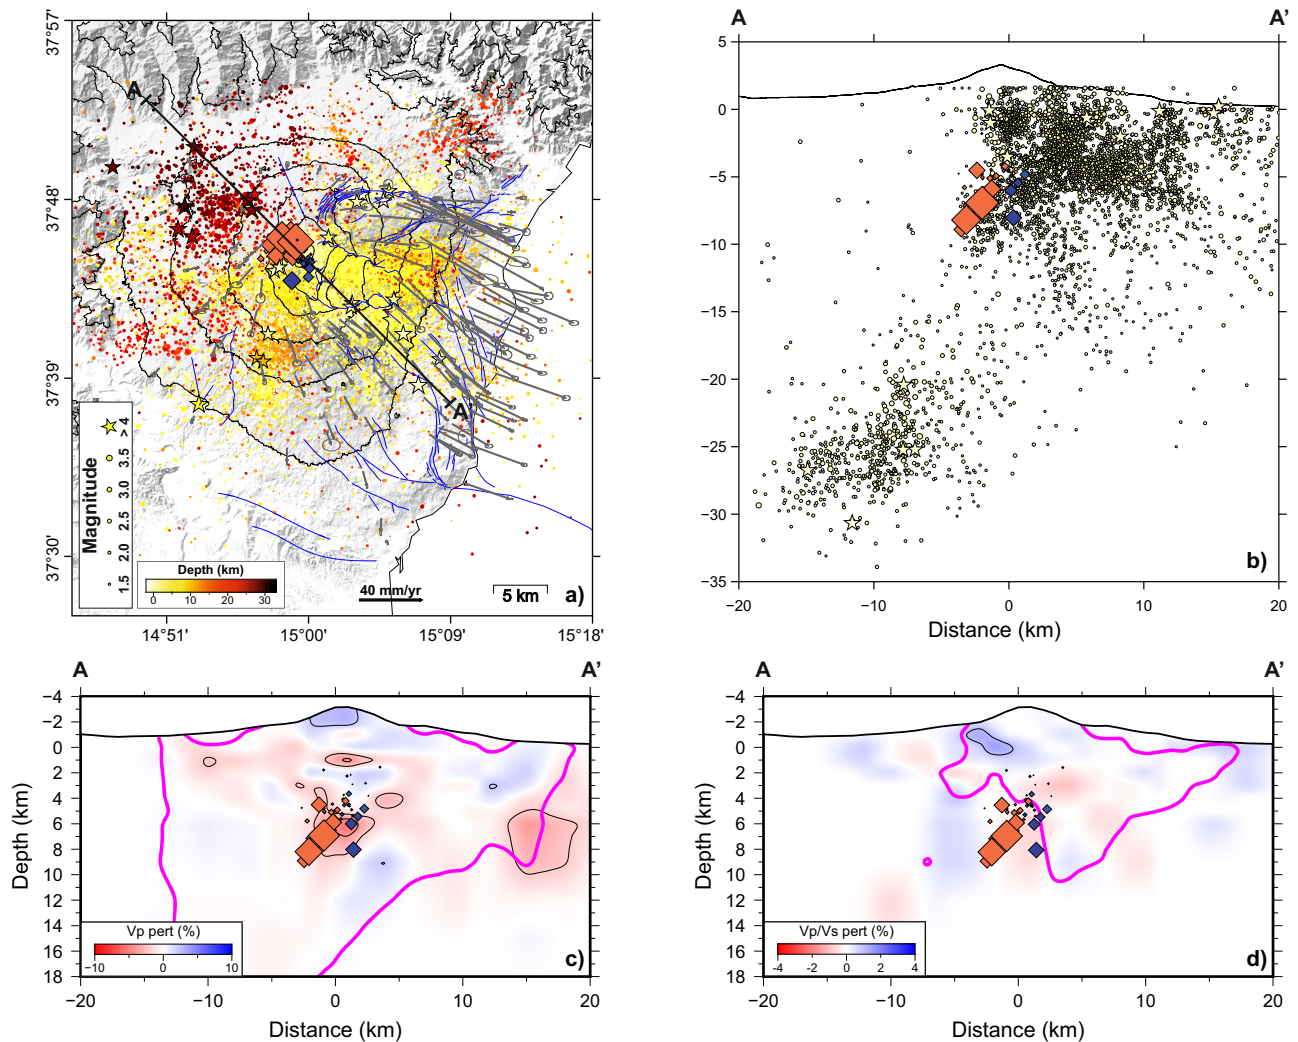 37°57'
37°48'
37°39'
37°30'
A
A'
Magnitude
> 4
3.5
3.0
2.5
2.0
1.5
Depth (km)
0 10 20 30
40 mm/yr
5 km
a)
14°51' 15°00' 15°09' 15°18'
A A'
5
0
−5
−10
−15
−20
−25
−30
−35
b)
−20 −10 0 10 20
Distance (km)
A A'
−4
−2
0
2
4
6
8
10
12
14
16
18
Depth (km)
Vp pert (%)
−10 0 10
c)
−20 −10 0 10 20
Distance (km)
A A'
−4
−2
0
2
4
6
8
10
12
14
16
18
Depth (km)
Vp/Vs pert (%)
-4 -2 0 2 4
d)
−20 −10 0 10 20
Distance (km)